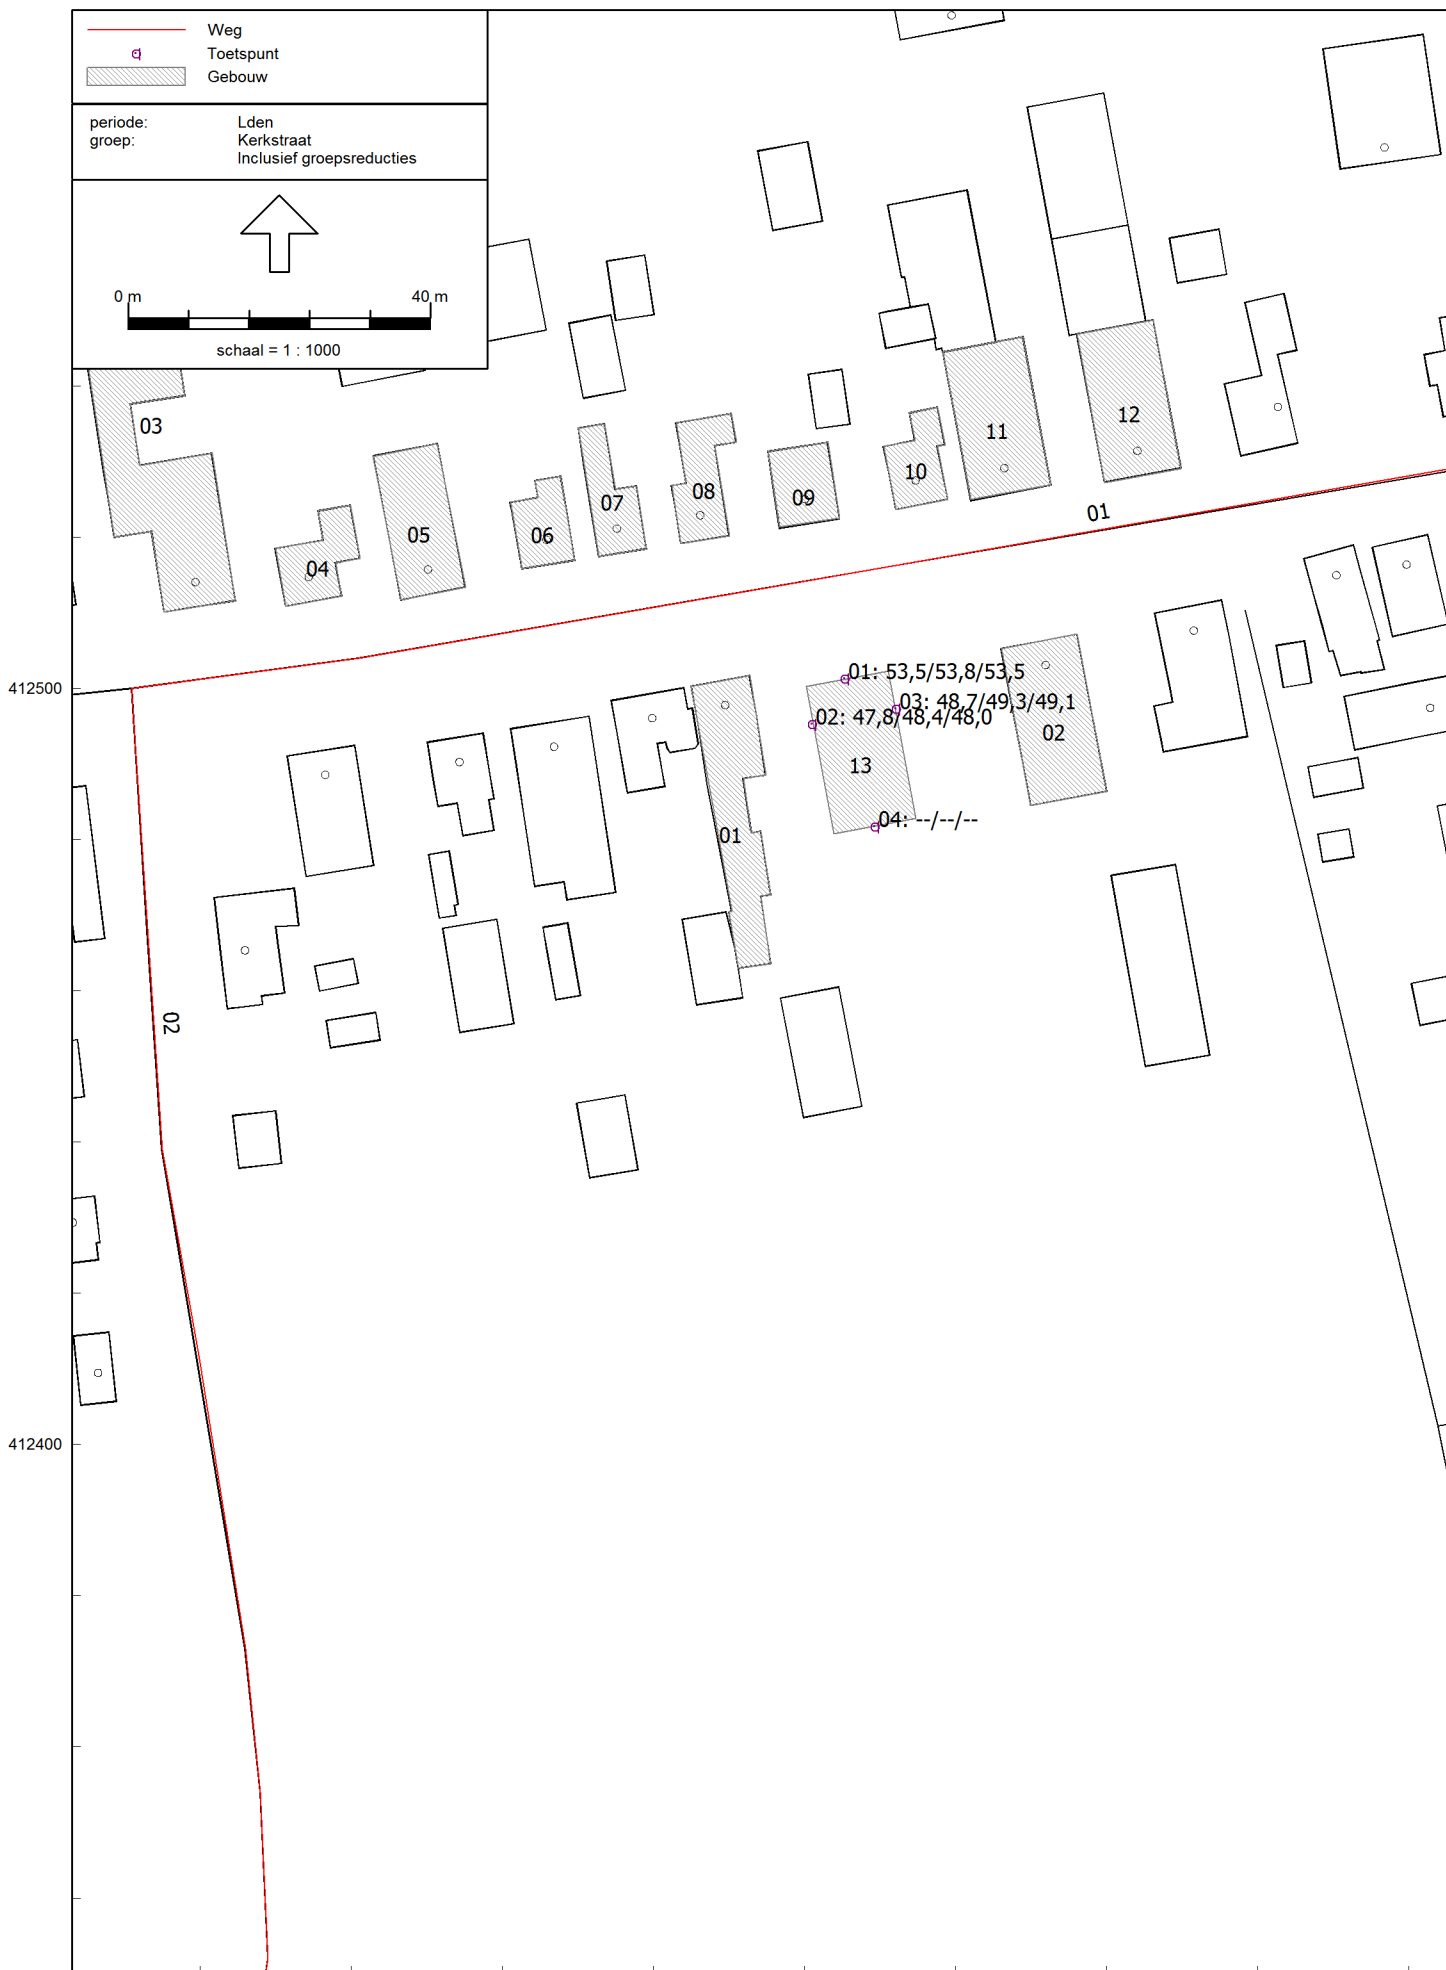 Weg
Toetspunt
Gebouw
periode: Lden
groep: Kerkstraat
Inclusief groepsreducties
0 m 40 m
schaal = 1 : 1000
03
12
11
10
08
09
07
05
06
04
01
412500
01: 53,5/53,8/53,5
03: 48,7/49,3/49,1
02: 47,8/48,4/48,0
02
13
04: --/--/--
01
02
412400